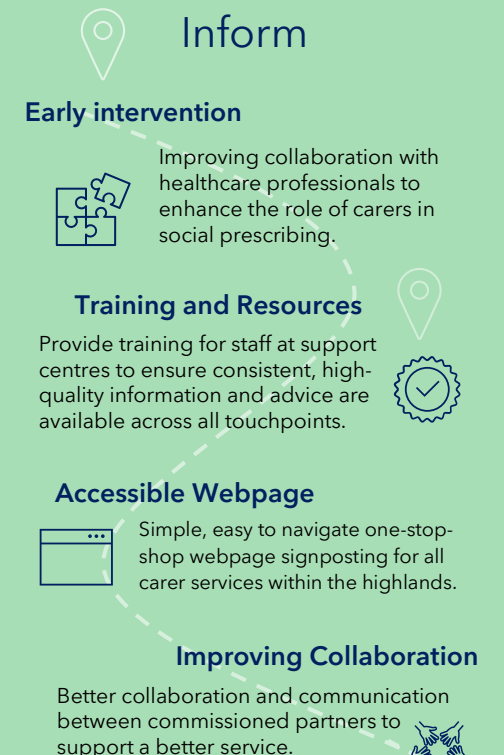 Inform
Early intervention
Improving collaboration with
healthcare professionals to
enhance the role of carers in
social prescribing.
Training and Resources
Provide training for staff at support
centres to ensure consistent, high-
quality information and advice are
available across all touchpoints.
Accessible Webpage
Simple, easy to navigate one-stop-
shop webpage signposting for all
carer services within the highlands.
Improving Collaboration
Better collaboration and communication
between commissioned partners to
support a better service.